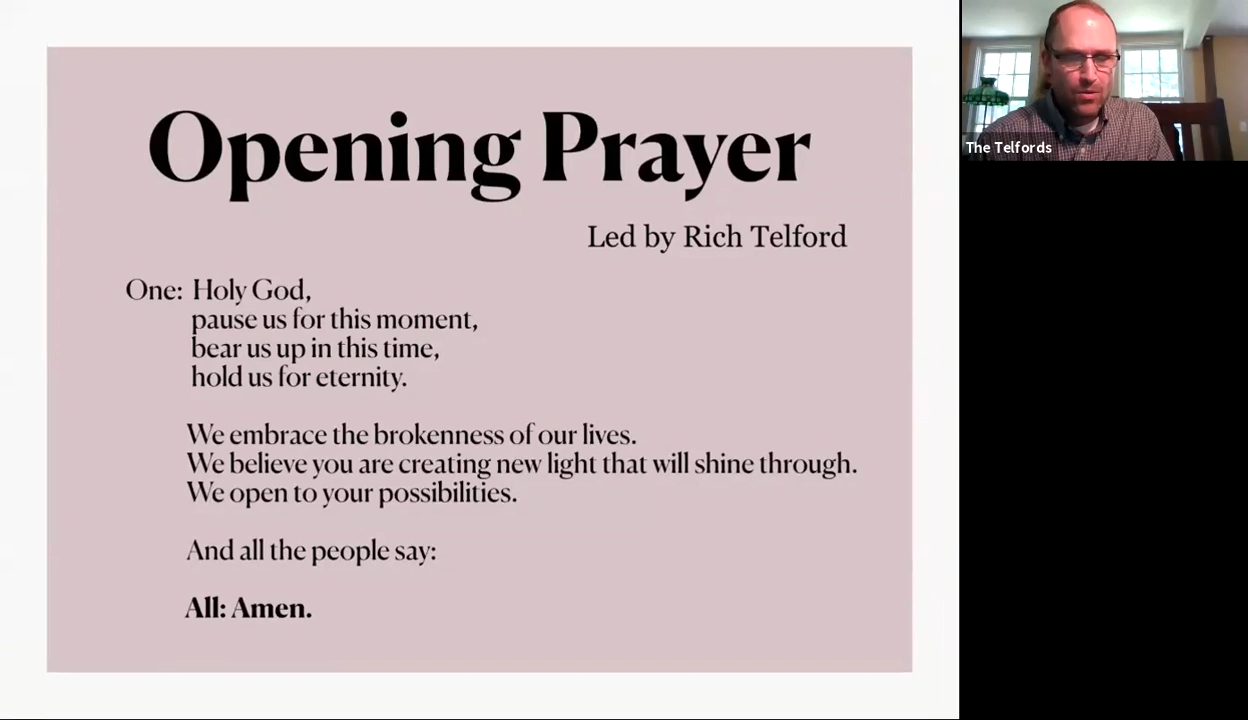 Opening Prayer
Led by Rich Telford
One: Holy God,
pause us for this moment,
bear us up in this time,
hold us for eternity.
We embrace the brokenness of our lives.
We believe you are creating new light that will shine through.
We open to your possibilities.
And all the people say:
All: Amen.
The Telfords